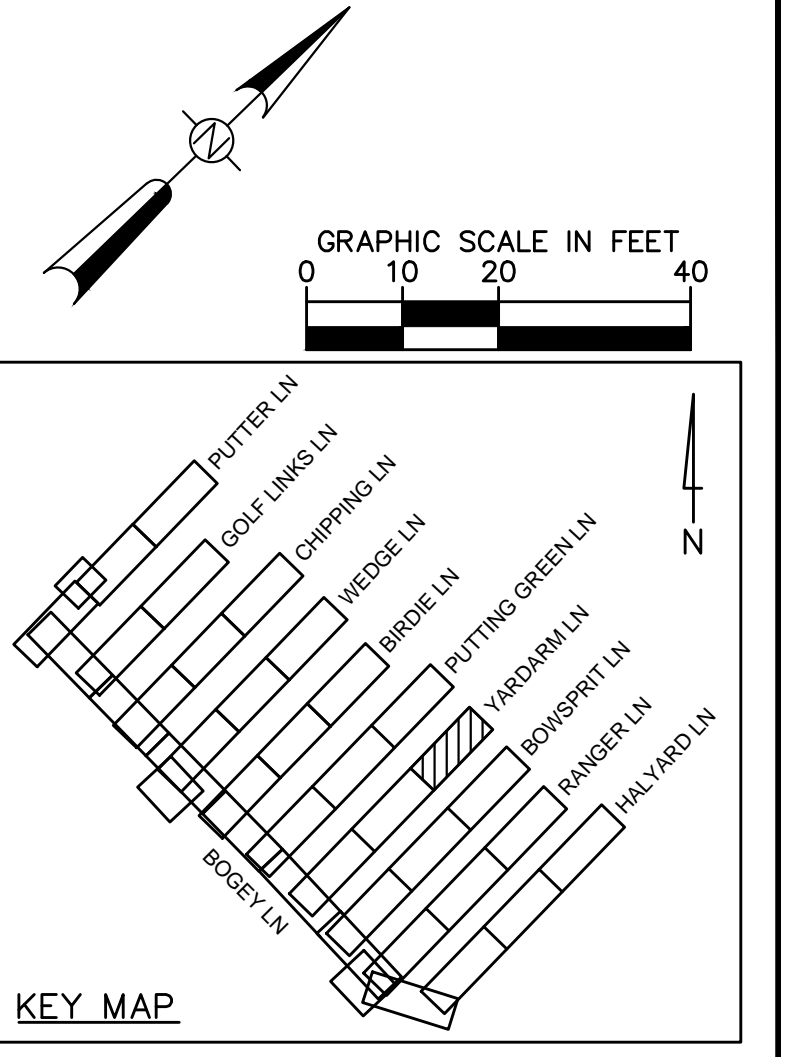 N
GRAPHIC SCALE IN FEET
0 10 20 40
PUTTER LN
GOLF LINKS LN
CHIPPING LN
WEDGE LN
BIRDIE LN
PUTTING GREEN LN
YARDARM LN
BOWSPRIT LN
RANGER LN
HALYARD LN
N
BOGEY LN
KEY MAP